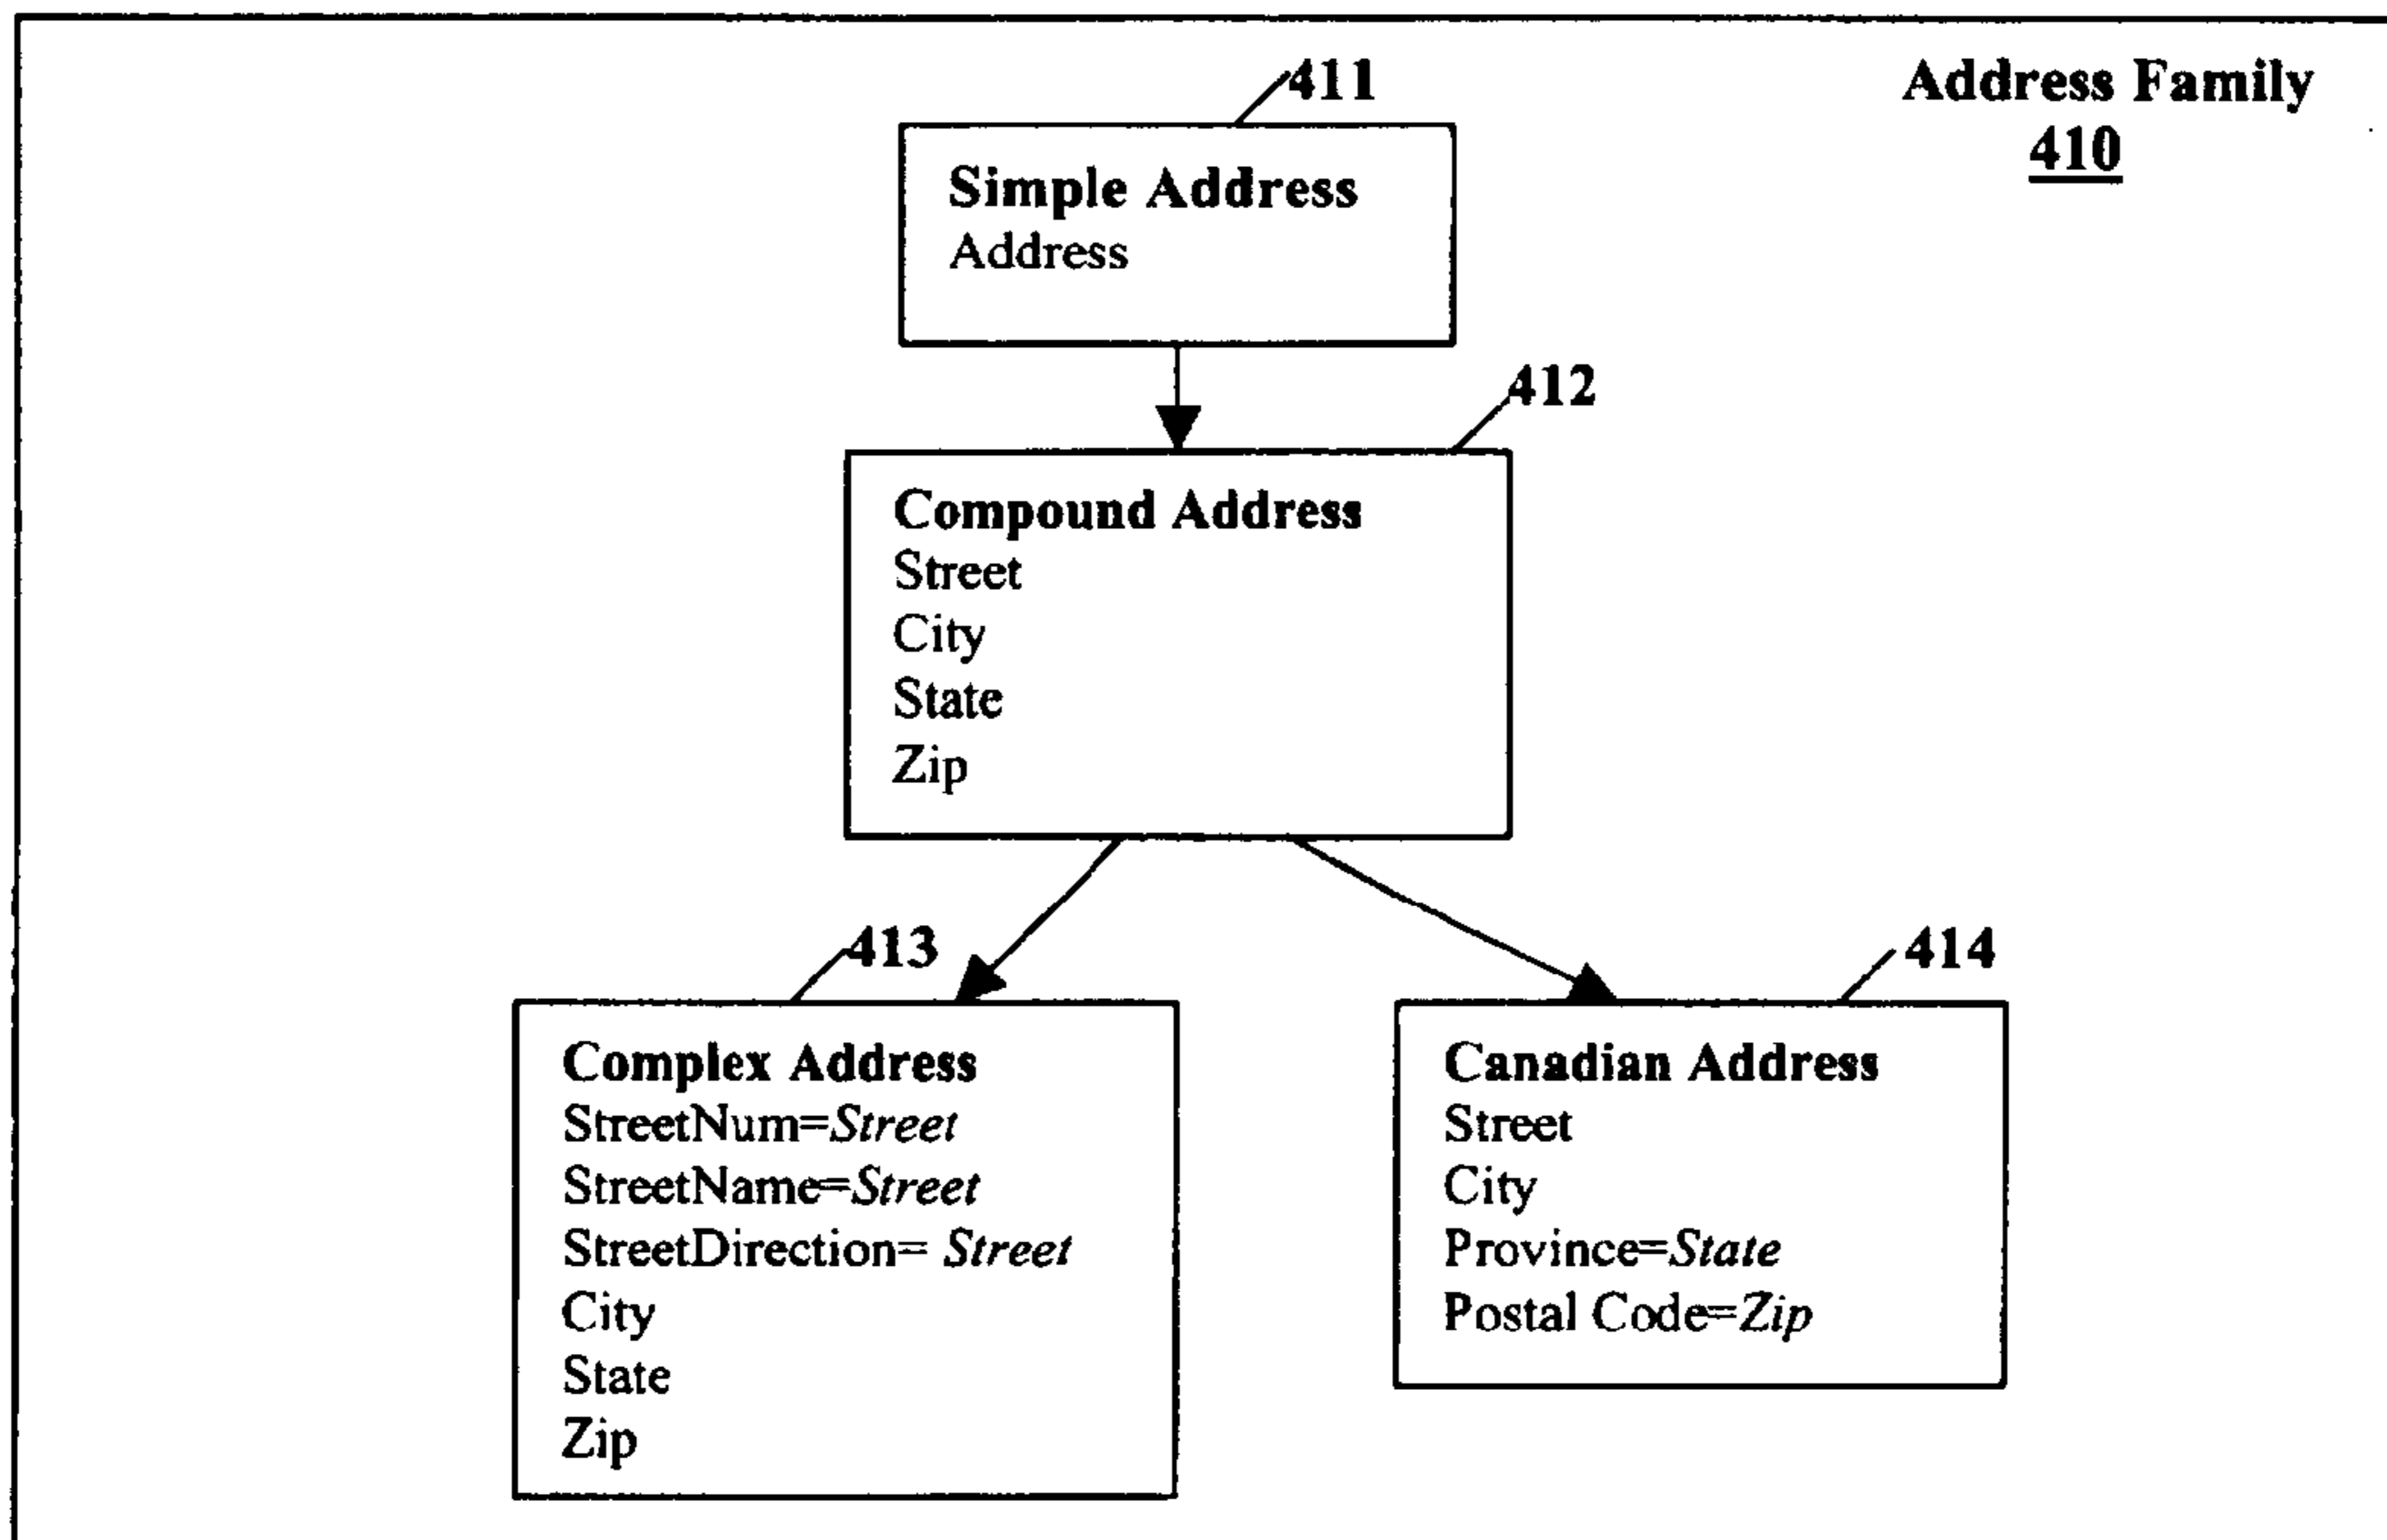 Address Family
410
411
Simple Address
Address
412
Compound Address
Street
City
State
Zip
413
Complex Address
StreetNum=Street
StreetName=Street
StreetDirection= Street
City
State
Zip
414
Canadian Address
Street
City
Province=State
Postal Code=Zip